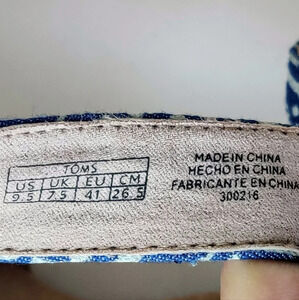 TOMS
US UK EU CM
9.5 7.5 41 26.5
MADE IN CHINA
HECHO EN CHINA
FABRICANTE EN CHINA
300216